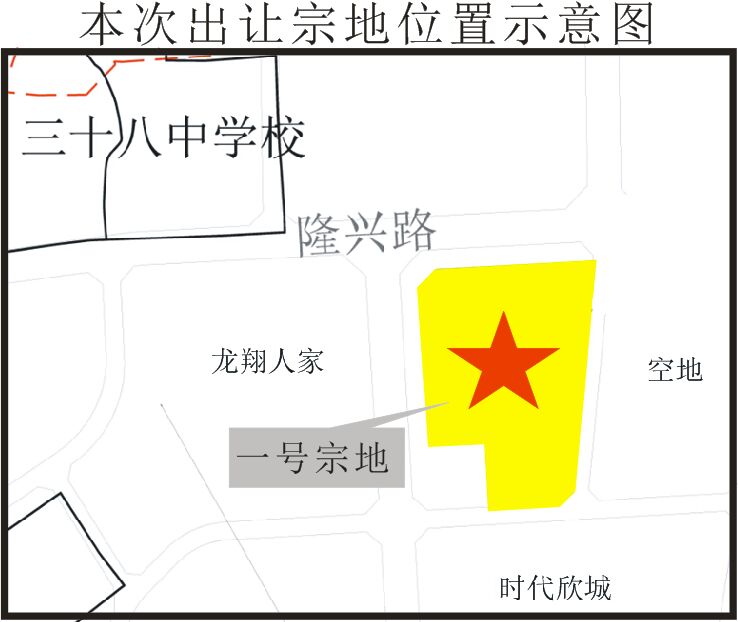 本次出让宗地位置示意图
三十八中学校
隆兴路
龙翔人家
空地
一号宗地
时代欣城